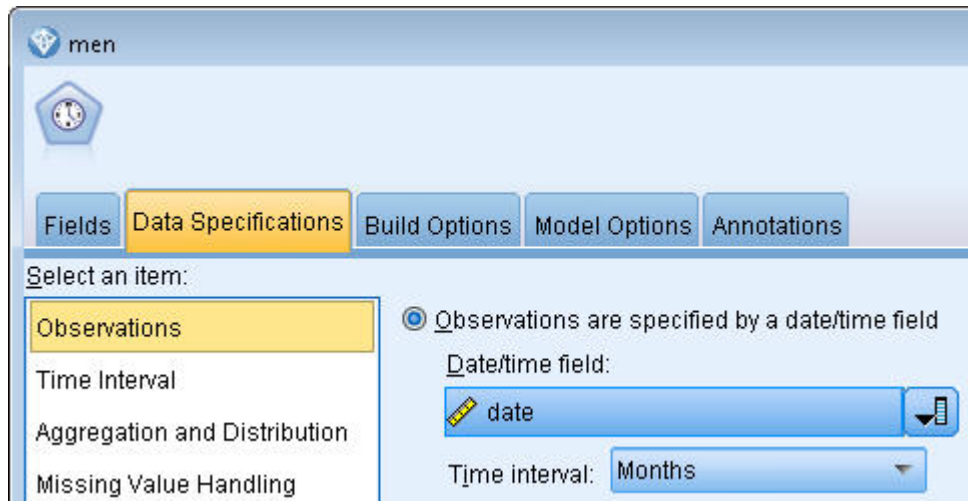 men
Fields Data Specifications Build Options Model Options Annotations
Select an item:
Observations
Time Interval
Aggregation and Distribution
Missing Value Handling
Observations are specified by a date/time field
Date/time field:
date
Time interval: Months